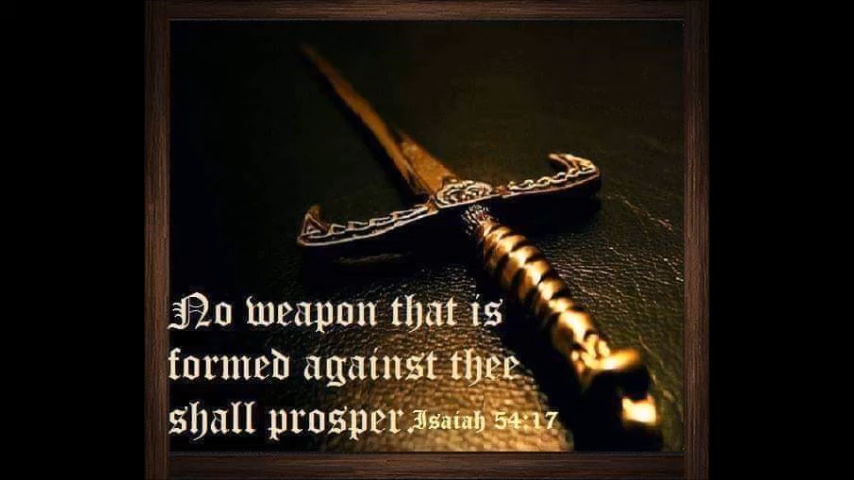 No weapon that is
formed against thee
shall prosper. Isaiah 54:17